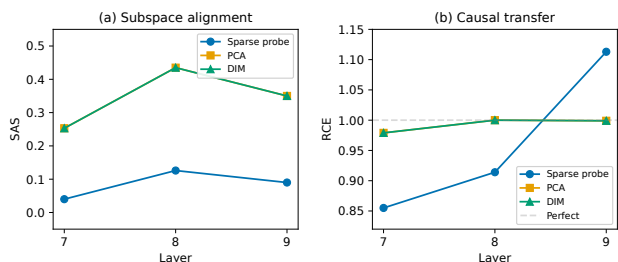 (a) Subspace alignment
0.5
0.4
0.3
0.2
0.1
0.0
SAS
Sparse probe
PCA
DIM
7
8
9
Layer
(b) Causal transfer
1.15
1.10
1.05
1.00
0.95
0.90
0.85
RCE
Sparse probe
PCA
DIM
Perfect
7
8
9
Layer